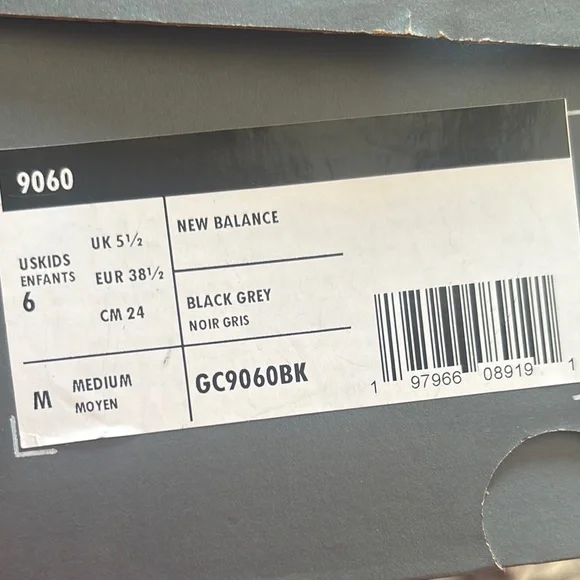 9060
USKIDS
ENFANTS
6
UK 5½
EUR 38½
CM 24
NEW BALANCE
BLACK GREY
NOIR GRIS
M
MEDIUM
MOYEN
GC9060BK
1 97966 08919 1